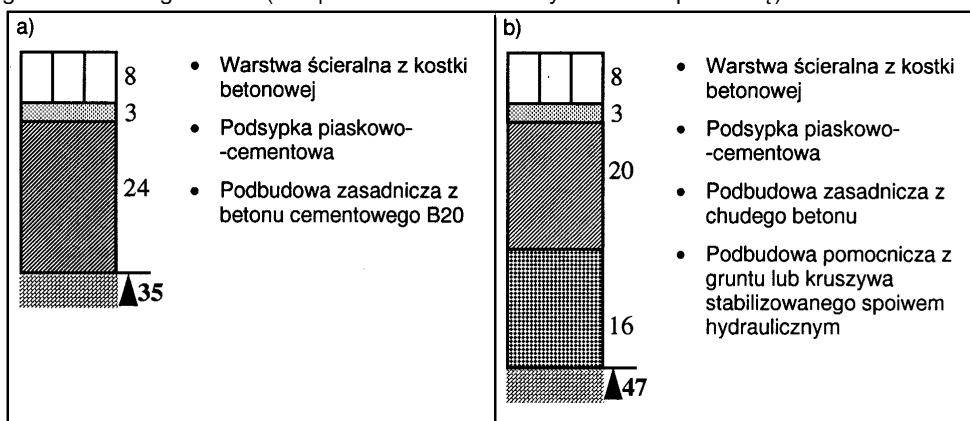 a)
8
3
24
35
• Warstwa ścieralna z kostki
betonowej
• Podsypka piaskowo-
-cementowa
• Podbudowa zasadnicza z
betonu cementowego B20
b)
8
3
20
16
47
• Warstwa ścieralna z kostki
betonowej
• Podsypka piaskowo-
-cementowa
• Podbudowa zasadnicza z
chudego betonu
• Podbudowa pomocnicza z
gruntu lub kruszywa
stabilizowanego spoiwem
hydraulicznym